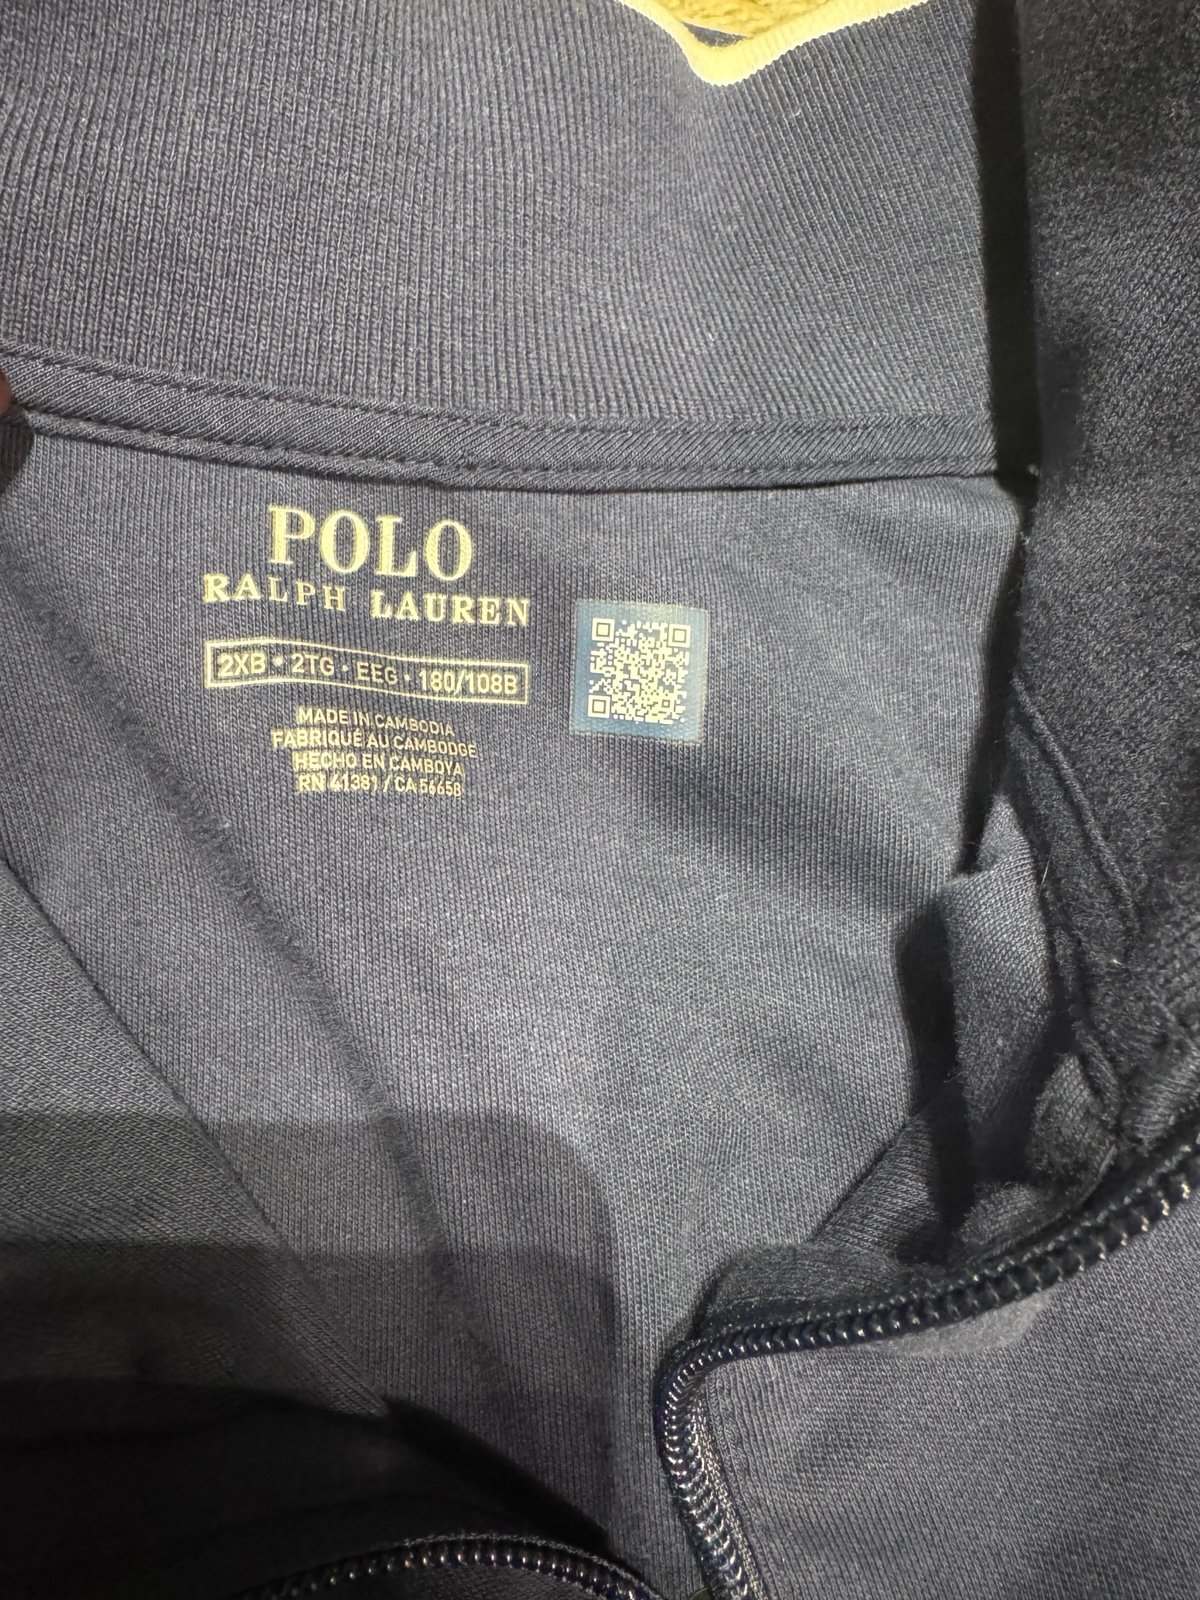 POLO
RALPH LAUREN
2XB • 2TG • EEG • 180/108B
MADE IN CAMBODIA
FABRIQUÉ AU CAMBODGE
HECHO EN CAMBOYA
RN 41381 / CA 56658